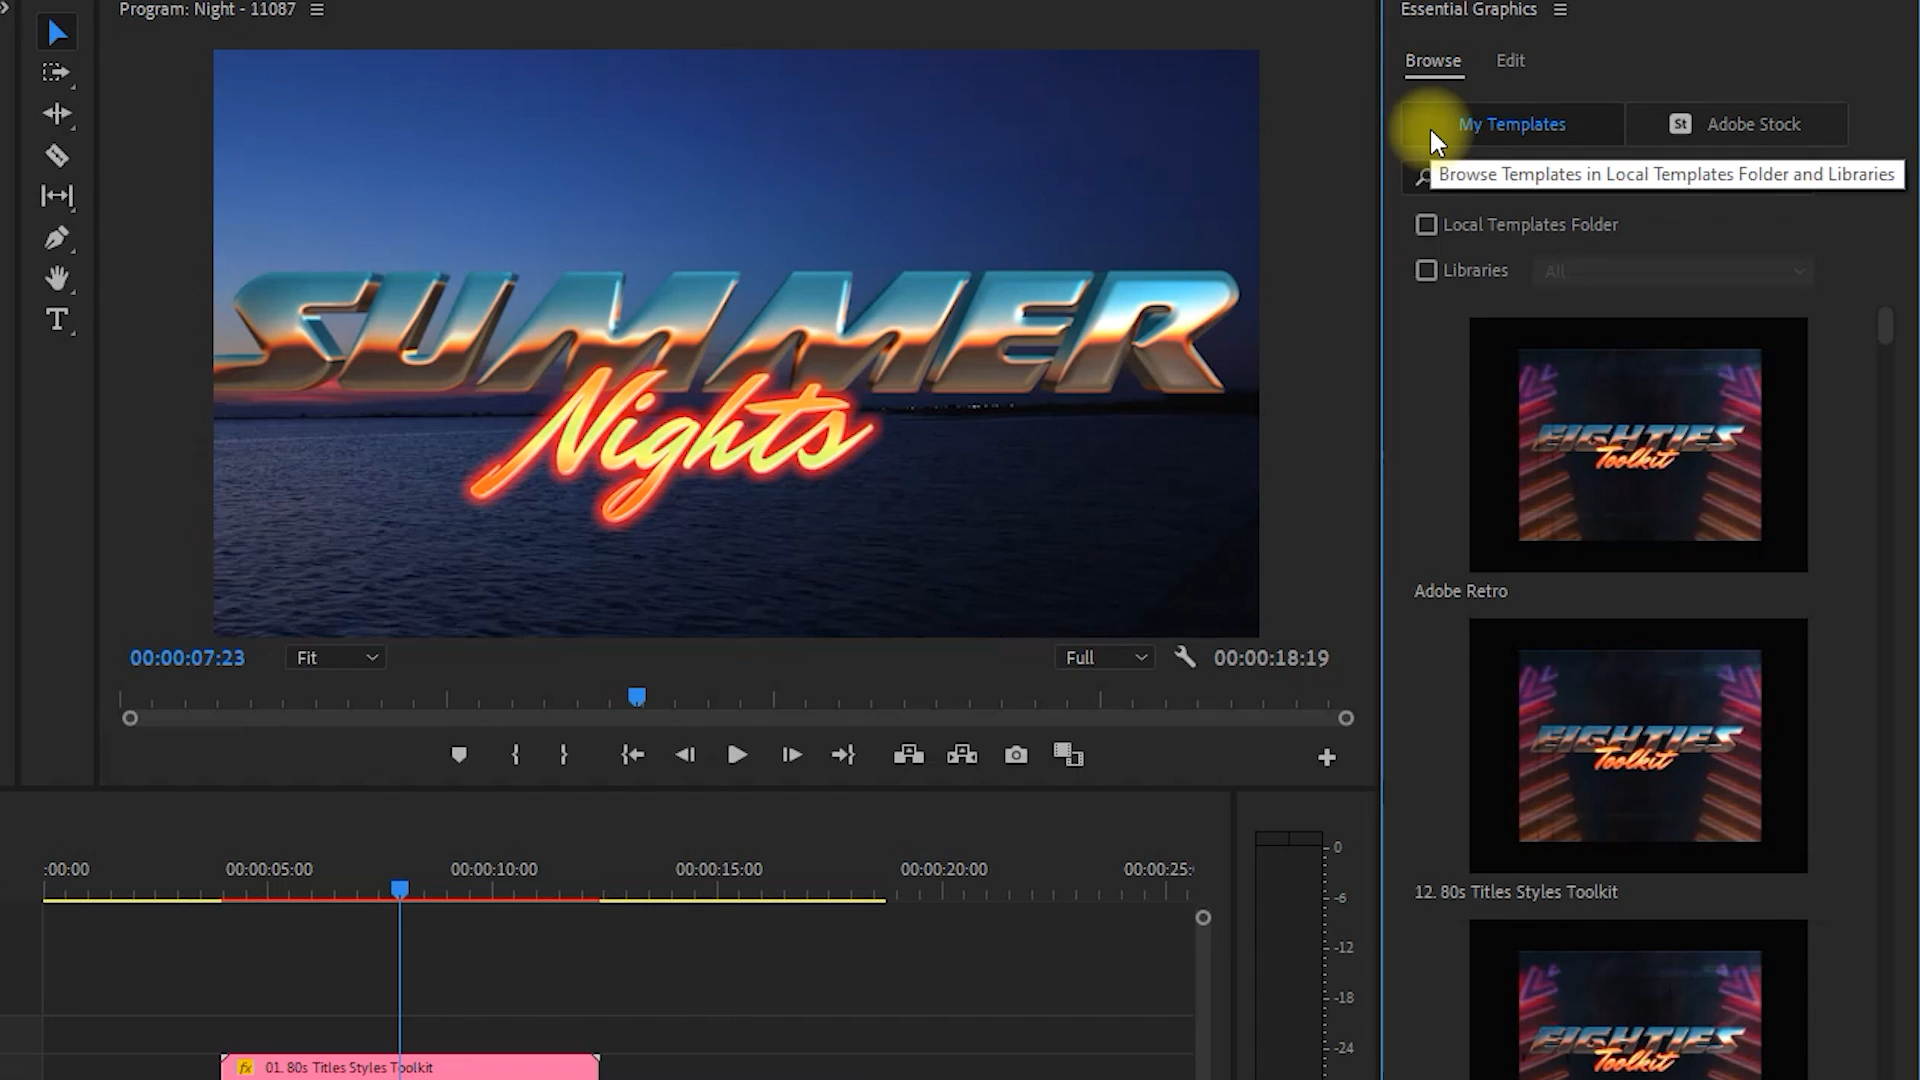 Program: Night - 11087
Essential Graphics
Browse
Edit
My Templates
St Adobe Stock
Browse Templates in Local Templates Folder and Libraries
Local Templates Folder
Libraries
All
SUMMER
Nights
EIGHTIES
Toolkit
Adobe Retro
EIGHTIES
Toolkit
12. 80s Titles Styles Toolkit
EIGHTIES
Toolkit
00:00:07:23
Fit
Full
00:00:18:19
:00:00
00:00:05:00
00:00:10:00
00:00:15:00
00:00:20:00
00:00:25:
0
-6
-12
-18
-24
fx 01. 80s Titles Styles Toolkit
T